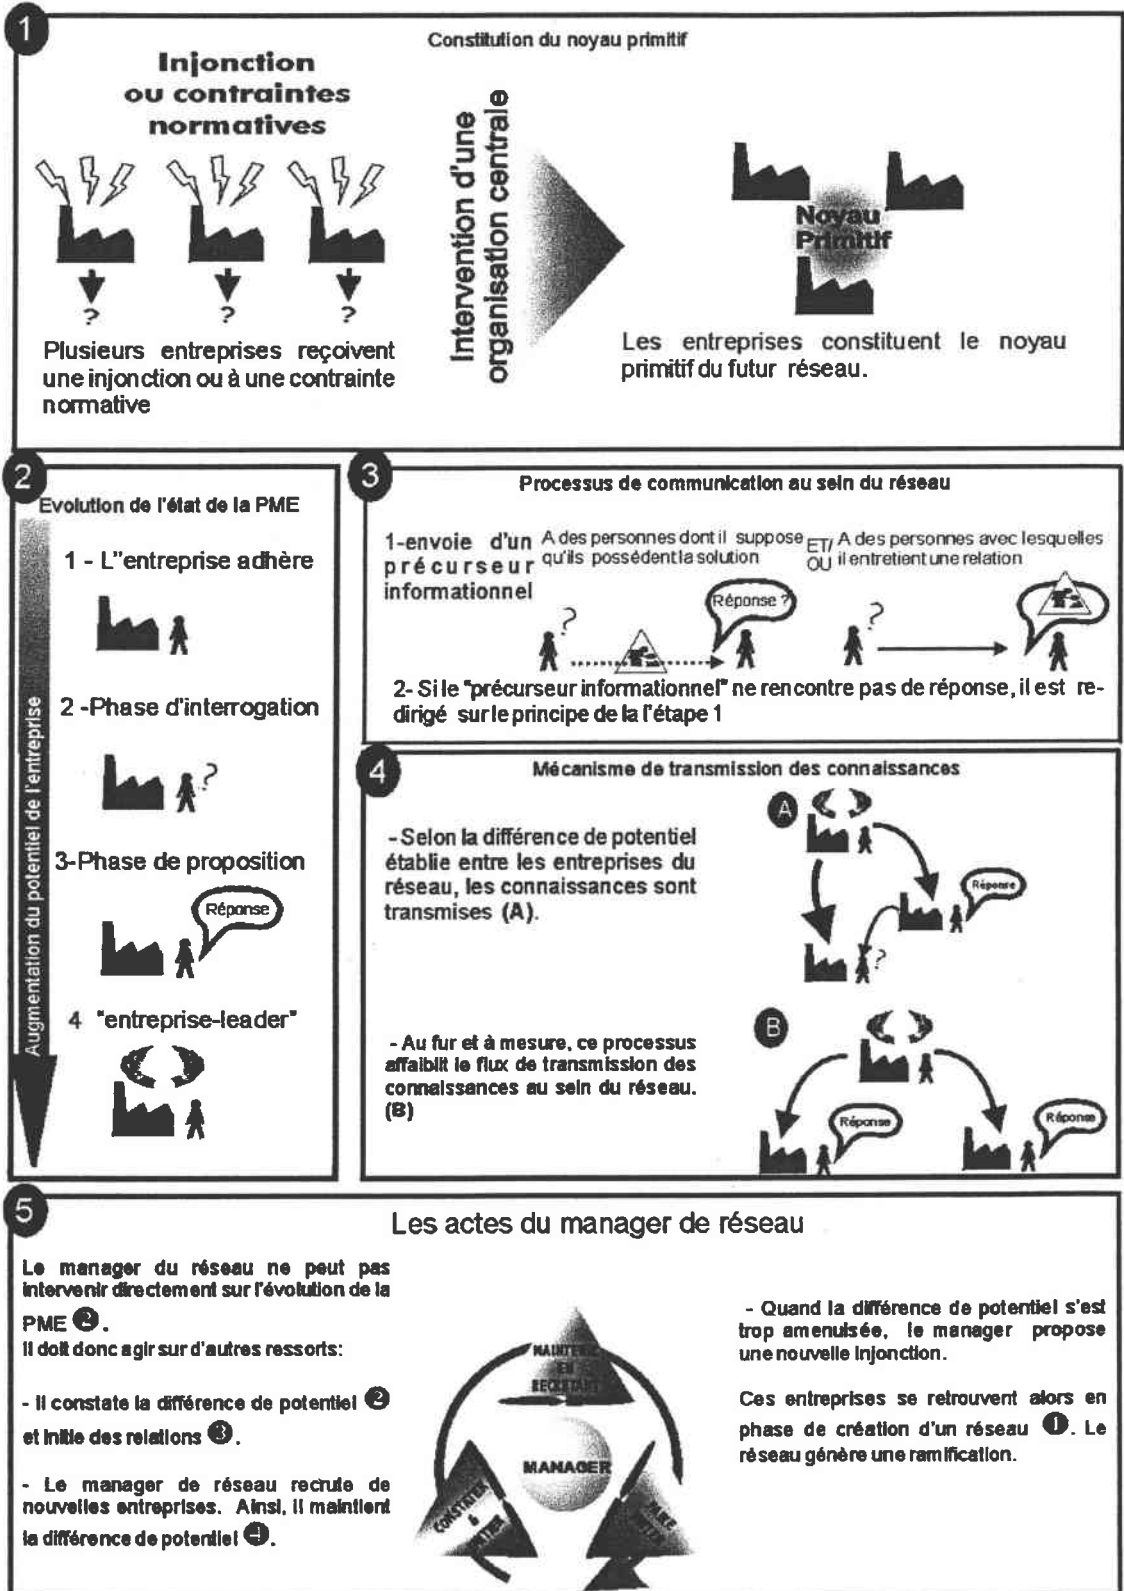 1
Constitution du noyau primitif
Injonction
ou contraintes
normatives
? ? ?
Plusieurs entreprises reçoivent
une injonction ou à une contrainte
normative
Intervention d'une
organisation centrale
Noyau
Primitif
Les entreprises constituent le noyau
primitif du futur réseau.
2
Evolution de l'état de la PME
Augmentation du potentiel de l'entreprise
1 - L''entreprise adhère
2 -Phase d'interrogation
?
3-Phase de proposition
Réponse
4 "entreprise-leader"
3
Processus de communication au sein du réseau
1-envoie d'un
précurseur
informationnel
A des personnes dont il suppose
qu'ils possédent la solution
ET/
OU
A des personnes avec lesquelles
il entretient une relation
?
Réponse ?
?
2- Si le "précurseur informationnel" ne rencontre pas de réponse, il est re-
dirigé sur le principe de la l'étape 1
4
Mécanisme de transmission des connaissances
- Selon la différence de potentiel
établie entre les entreprises du
réseau, les connaissances sont
transmises (A).
A
Réponse
?
- Au fur et à mesure, ce processus
affaiblit le flux de transmission des
connaissances au sein du réseau.
(B)
B
Réponse
Réponse
5
Les actes du manager de réseau
Le manager du réseau ne peut pas
intervenir directement sur l'évolution de la
PME 2.
Il doit donc agir sur d'autres ressorts:
- Il constate la différence de potentiel 2
et initie des relations 3.
- Le manager de réseau recrute de
nouvelles entreprises. Ainsi, il maintient
la différence de potentiel 4.
MAINTENIR
EN
RECRUTANT
MANAGER
CONSTATER
&
- Quand la différence de potentiel s'est
trop amenuisée, le manager propose
une nouvelle injonction.
Ces entreprises se retrouvent alors en
phase de création d'un réseau 1. Le
réseau génère une ramification.